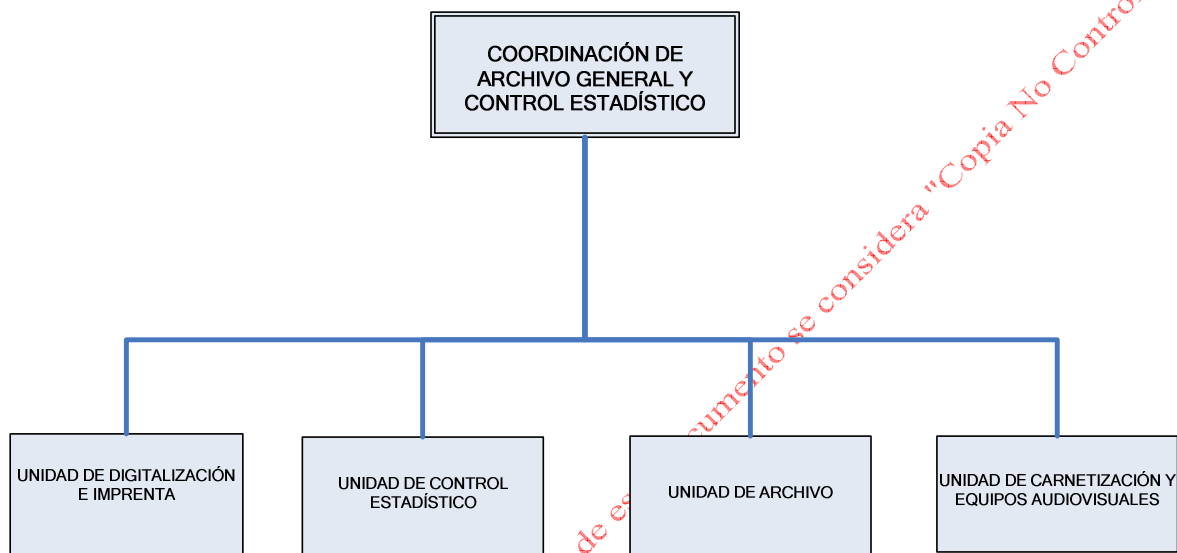 COORDINACIÓN DE
ARCHIVO GENERAL Y
CONTROL ESTADÍSTICO
UNIDAD DE DIGITALIZACIÓN
E IMPRENTA
UNIDAD DE CONTROL
ESTADÍSTICO
UNIDAD DE ARCHIVO
UNIDAD DE CARNETIZACIÓN Y
EQUIPOS AUDIOVISUALES
de
se considera "Copia No